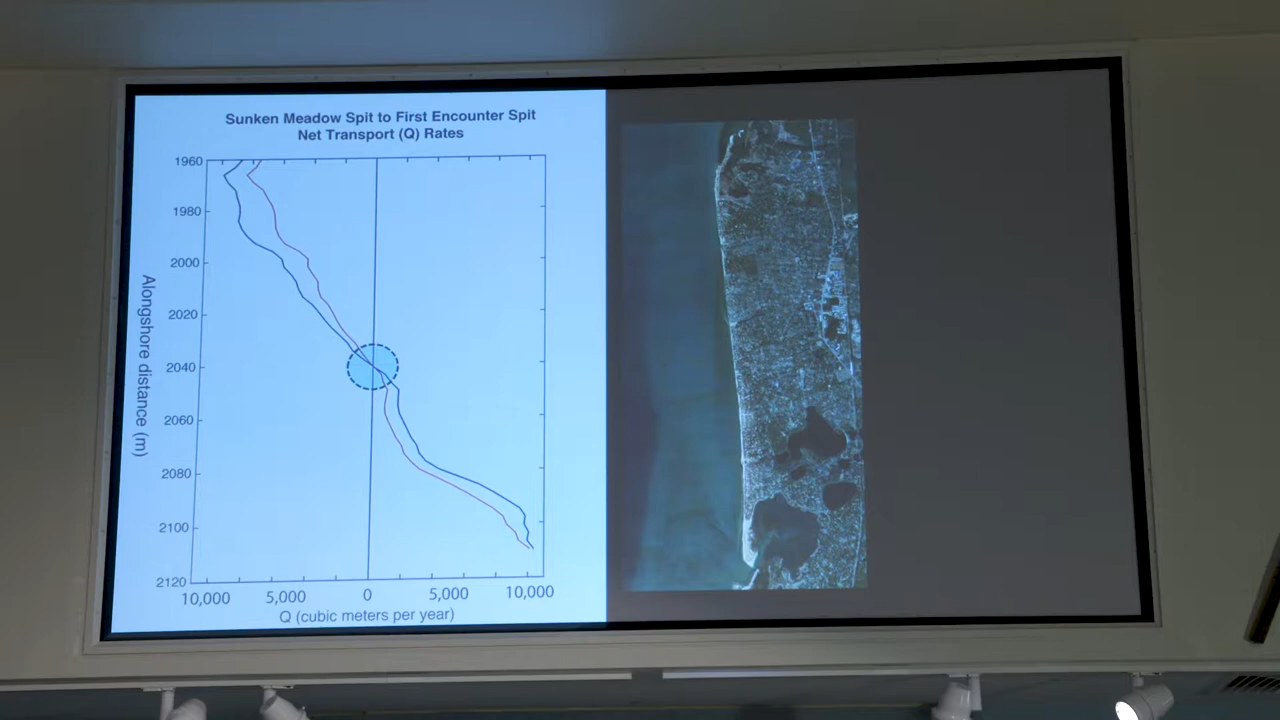 Sunken Meadow Spit to First Encounter Spit
Net Transport (Q) Rates
1960
1980
2000
2020
2040
2060
2080
2100
2120
Alongshore distance (m)
10,000 5,000 0 5,000 10,000
Q (cubic meters per year)